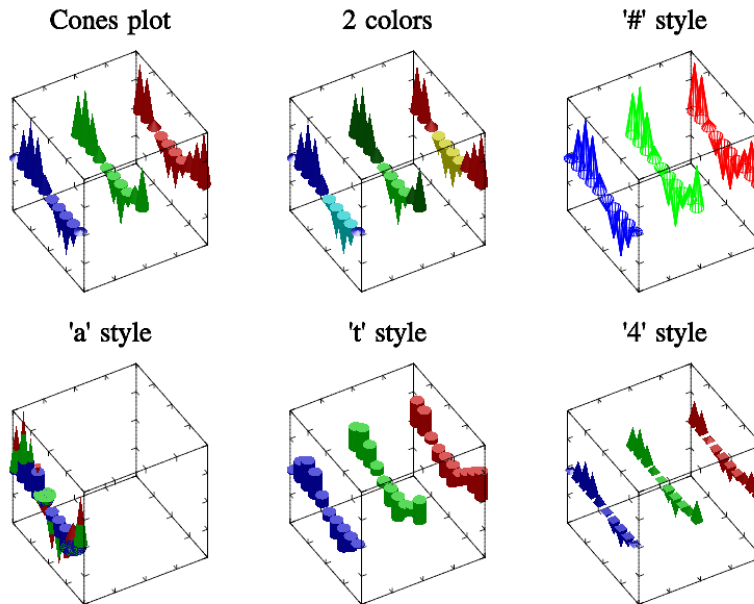 Cones plot
2 colors
'#' style
'a' style
't' style
'4' style